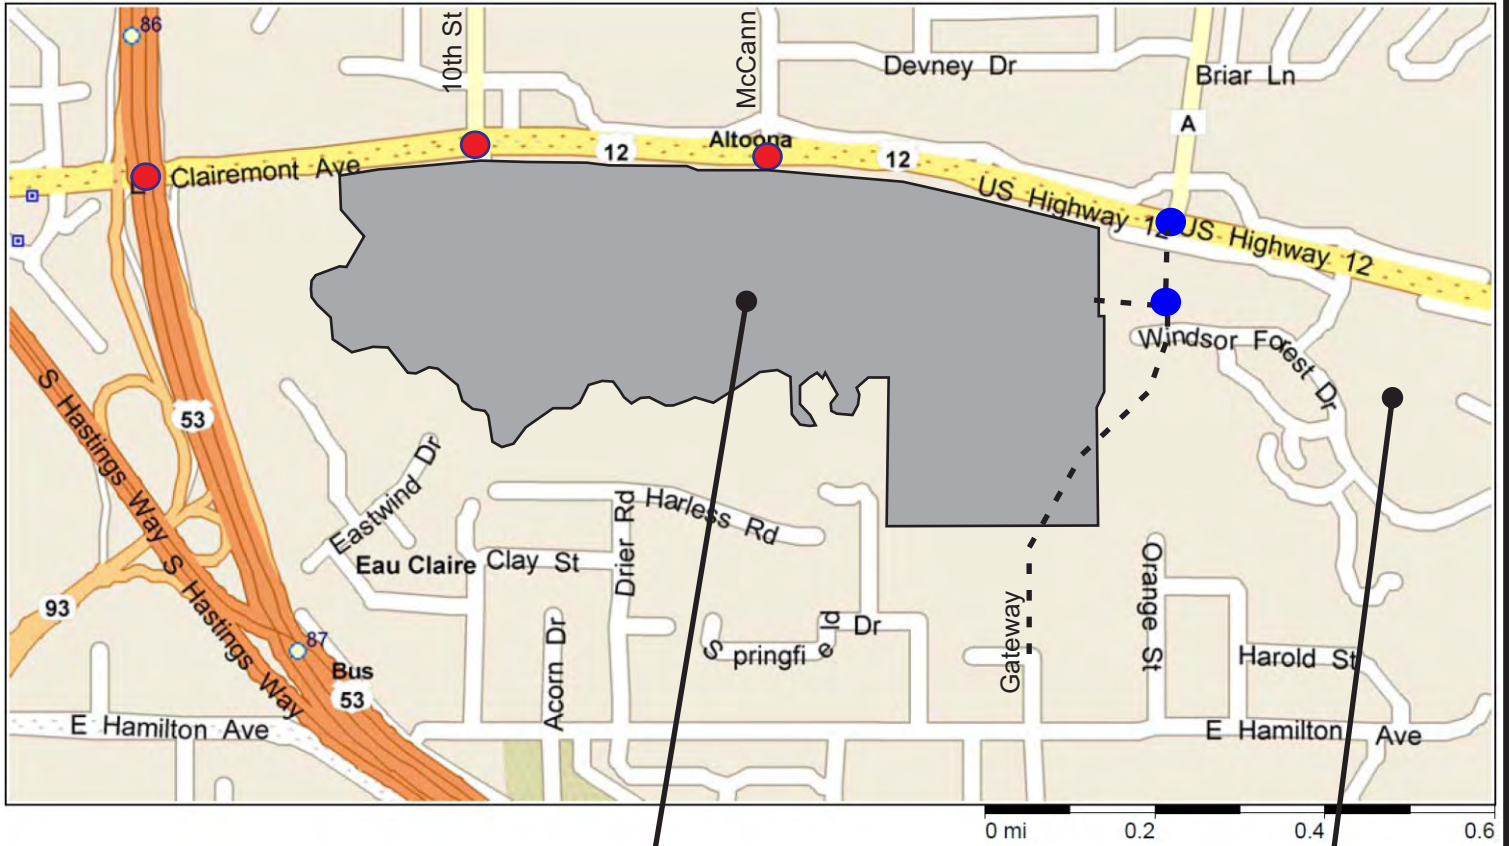 86
10th St
McCann
Devney Dr
Briar Ln
A
Altoona
12
12
E Clairemont Ave
US Highway 12
US Highway 12
Windsor Forest Dr
53
S Hastings Way
S Hastings Way
Eastwind Dr
Harless Rd
Drier Rd
Eau Claire
Clay St
Orange St
93
Gateway
Acorn Dr
Springfield Dr
Harold St
87
Bus
53
E Hamilton Ave
E Hamilton Ave
0 mi
0.2
0.4
0.6